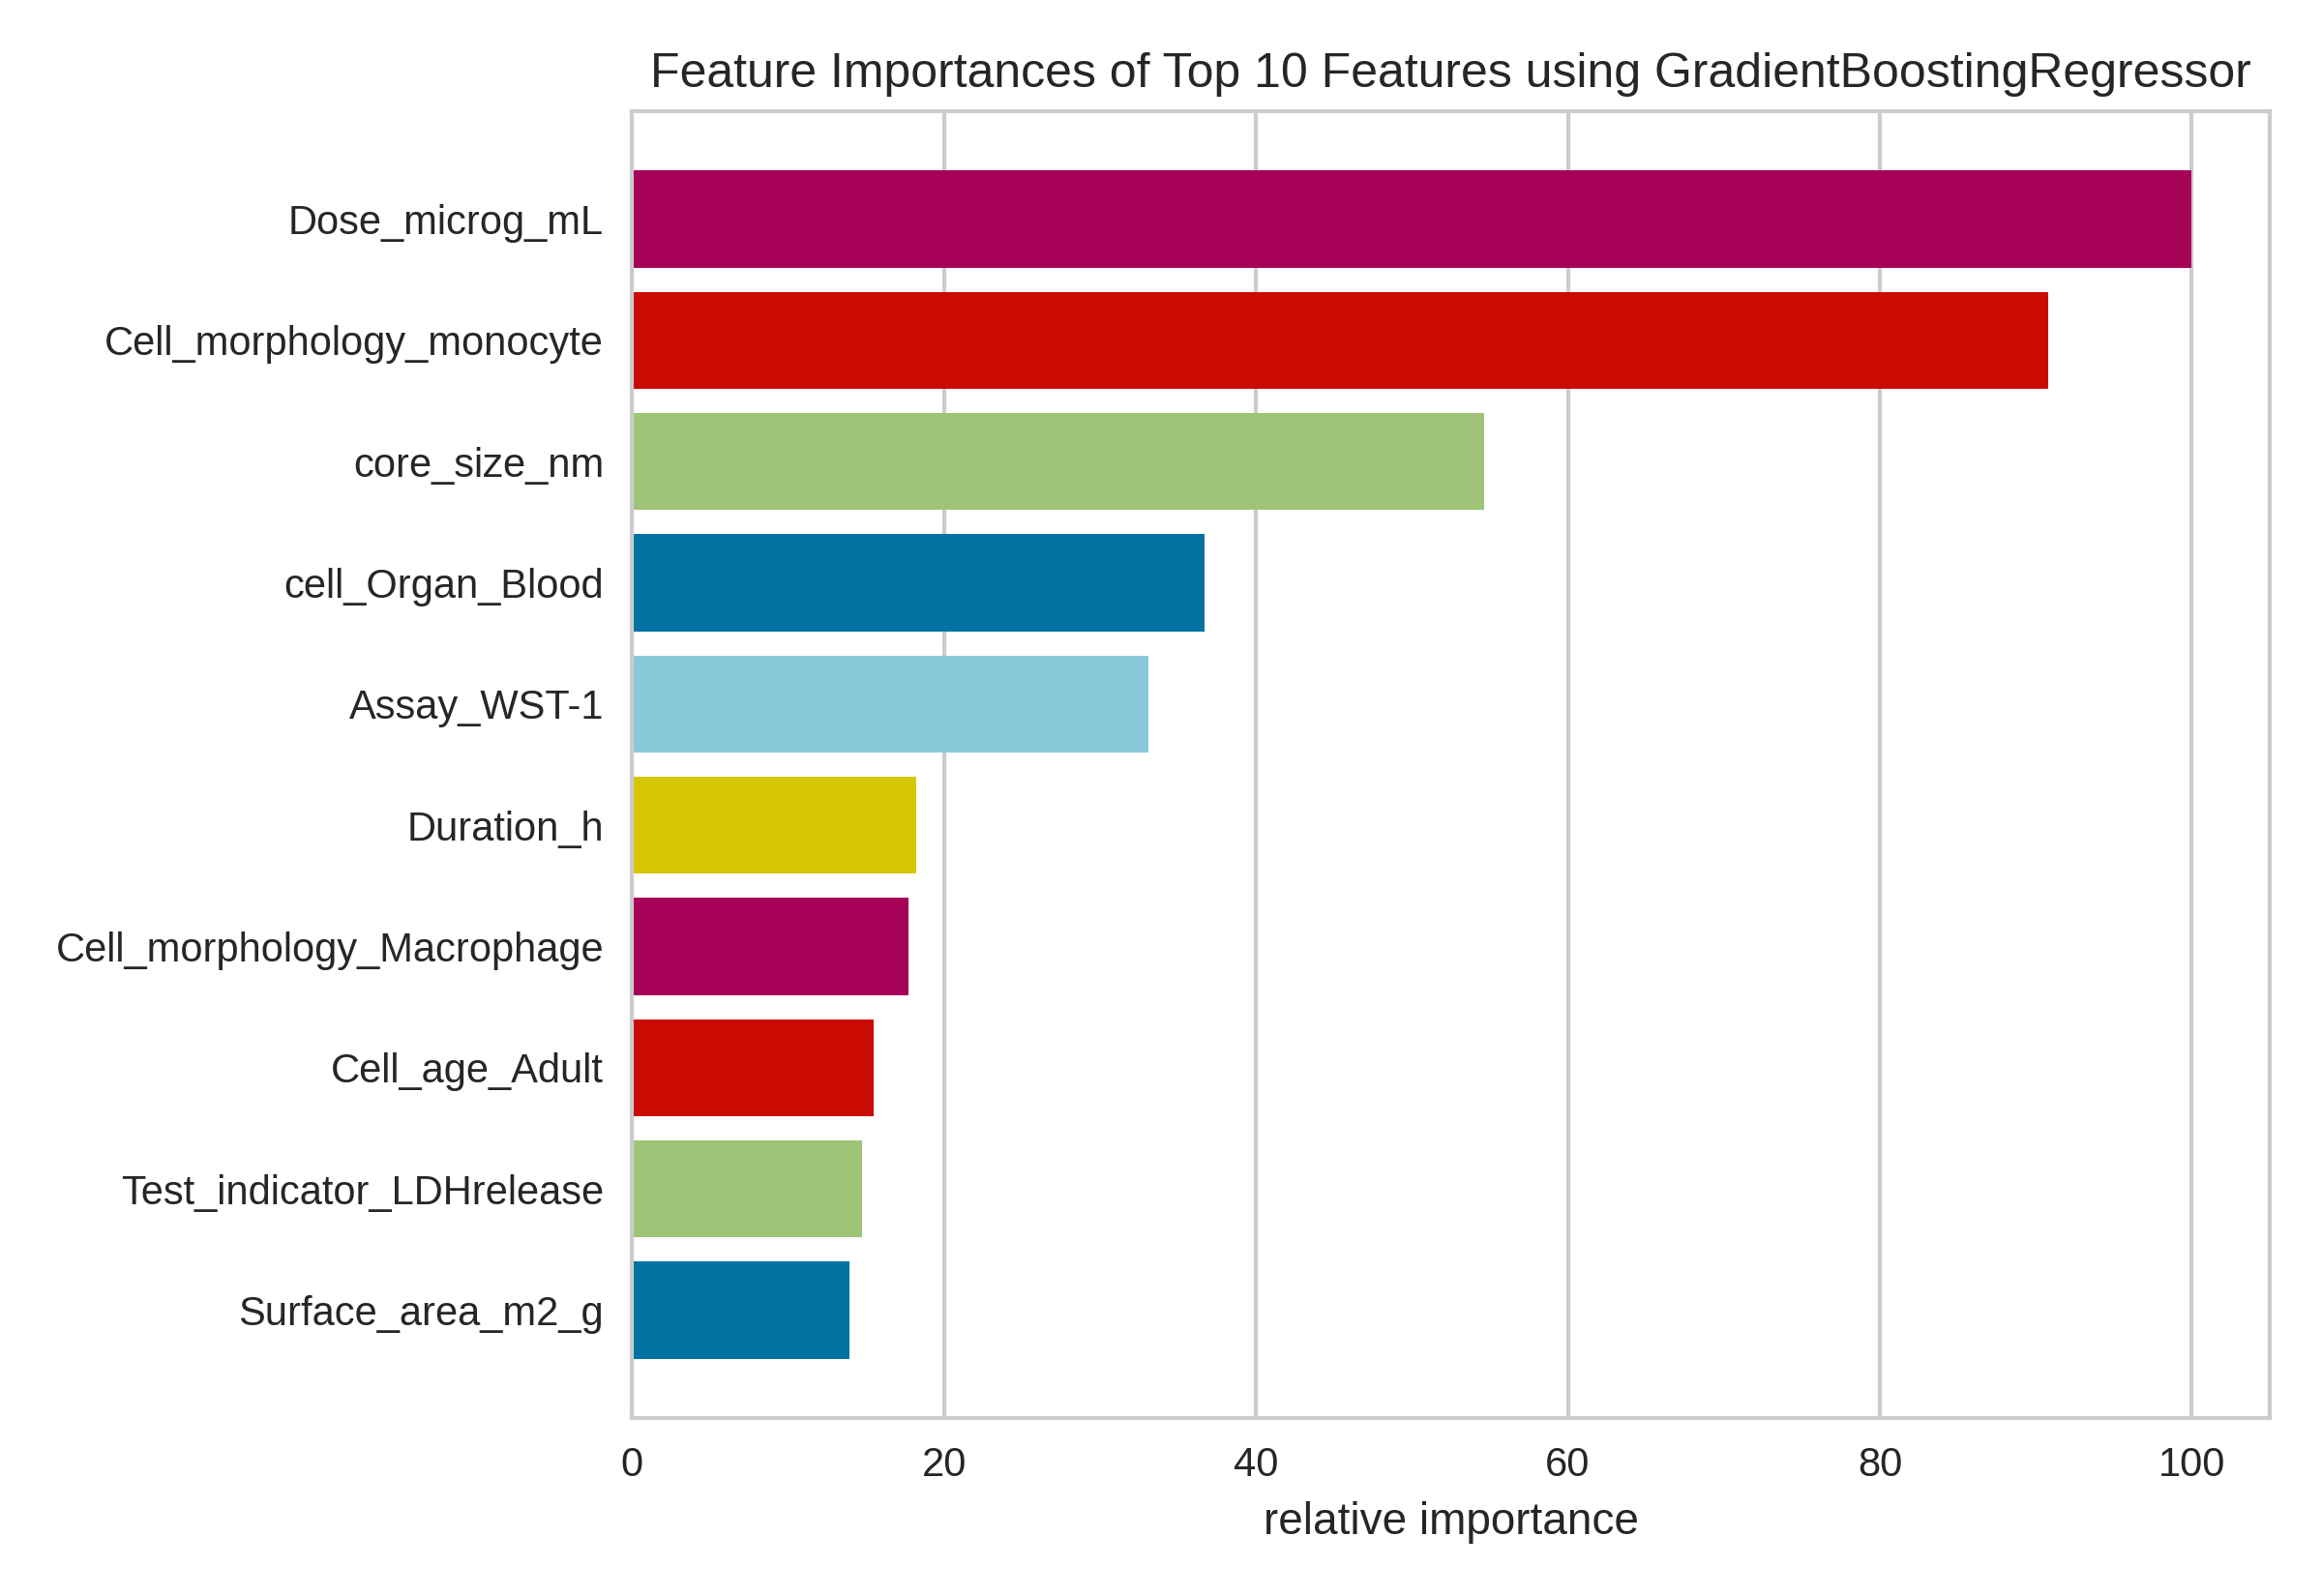 Feature Importances of Top 10 Features using GradientBoostingRegressor
Dose_microg_mL
Cell_morphology_monocyte
core_size_nm
cell_Organ_Blood
Assay_WST-1
Duration_h
Cell_morphology_Macrophage
Cell_age_Adult
Test_indicator_LDHrelease
Surface_area_m2_g
0 20 40 60 80 100
relative importance